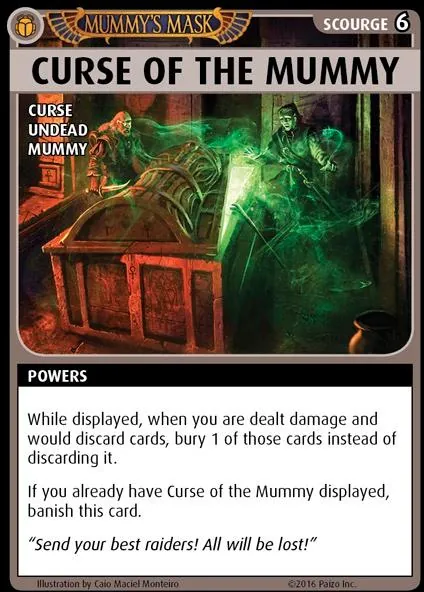 MUMMY'S MASK
SCOURGE 6
CURSE OF THE MUMMY
CURSE
UNDEAD
MUMMY
POWERS
While displayed, when you are dealt damage and
would discard cards, bury 1 of those cards instead of
discarding it.
If you already have Curse of the Mummy displayed,
banish this card.
“Send your best raiders! All will be lost!”
Illustration by Caio Maciel Monteiro
©2016 Paizo Inc.